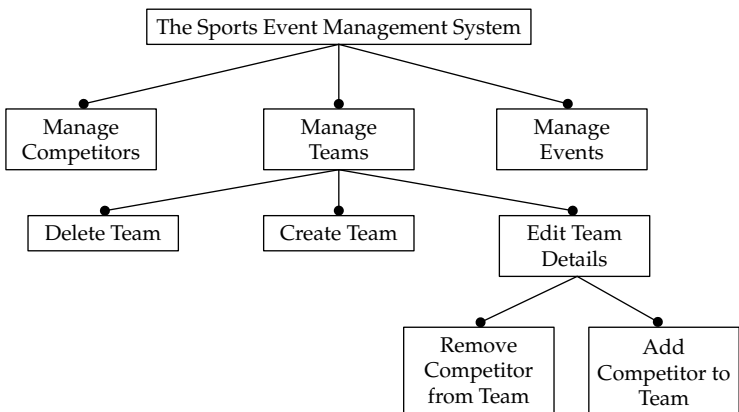 The Sports Event Management System
Manage
Competitors
Manage
Teams
Manage
Events
Delete Team
Create Team
Edit Team
Details
Remove
Competitor
from Team
Add
Competitor to
Team